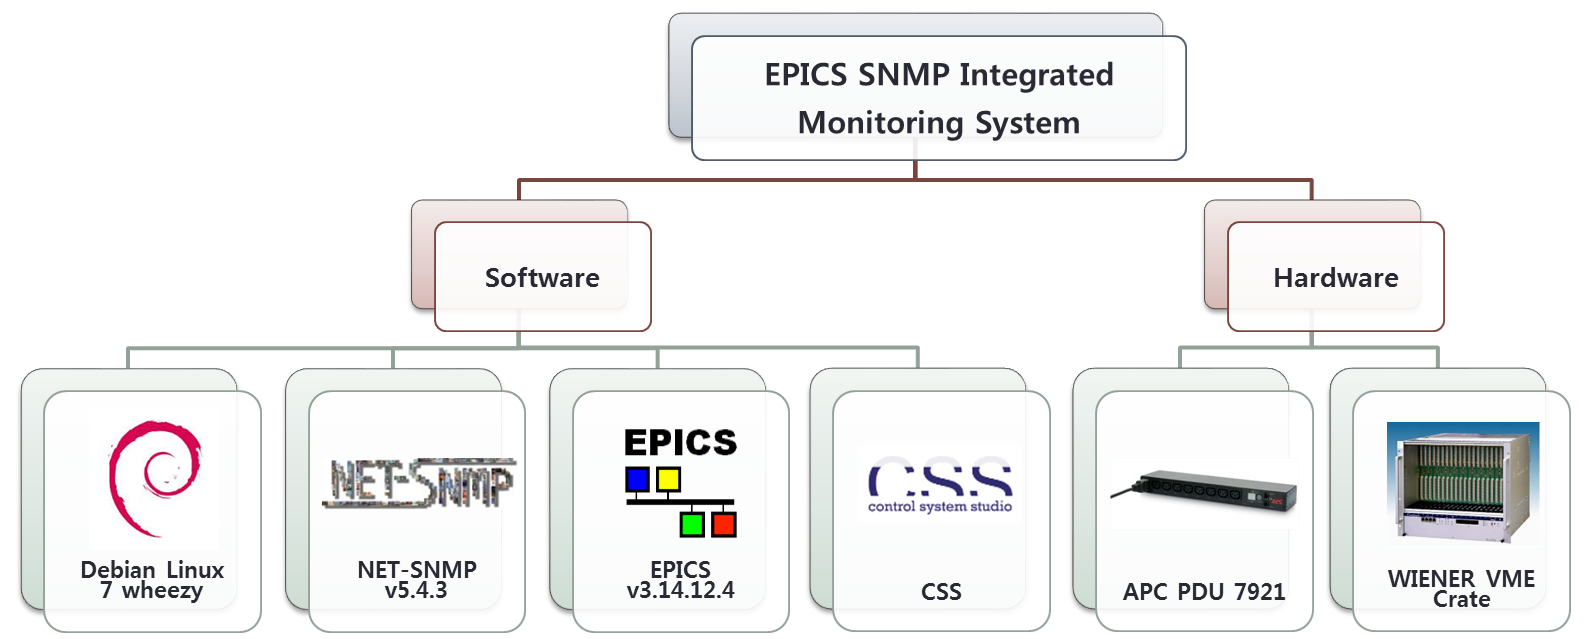 EPICS SNMP Integrated
Monitoring System
Software
Hardware
NET-SNMP
EPICS
CSS
control system studio
APC
Debian Linux
7 wheezy
NET-SNMP
v5.4.3
EPICS
v3.14.12.4
CSS
APC PDU 7921
WIENER VME
Crate